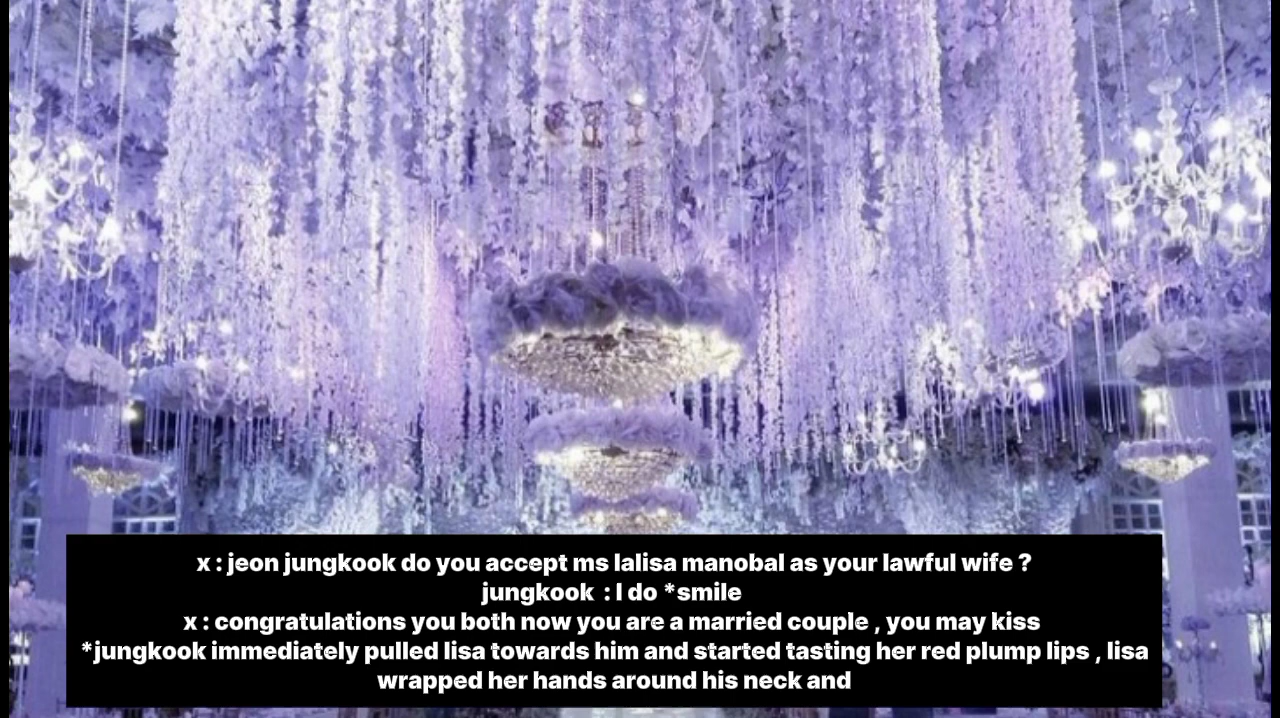 x : jeon jungkook do you accept ms lalisa manobal as your lawful wife ?
jungkook : I do *smile
x : congratulations you both now you are a married couple , you may kiss
*jungkook immediately pulled lisa towards him and started tasting her red plump lips , lisa
wrapped her hands around his neck and